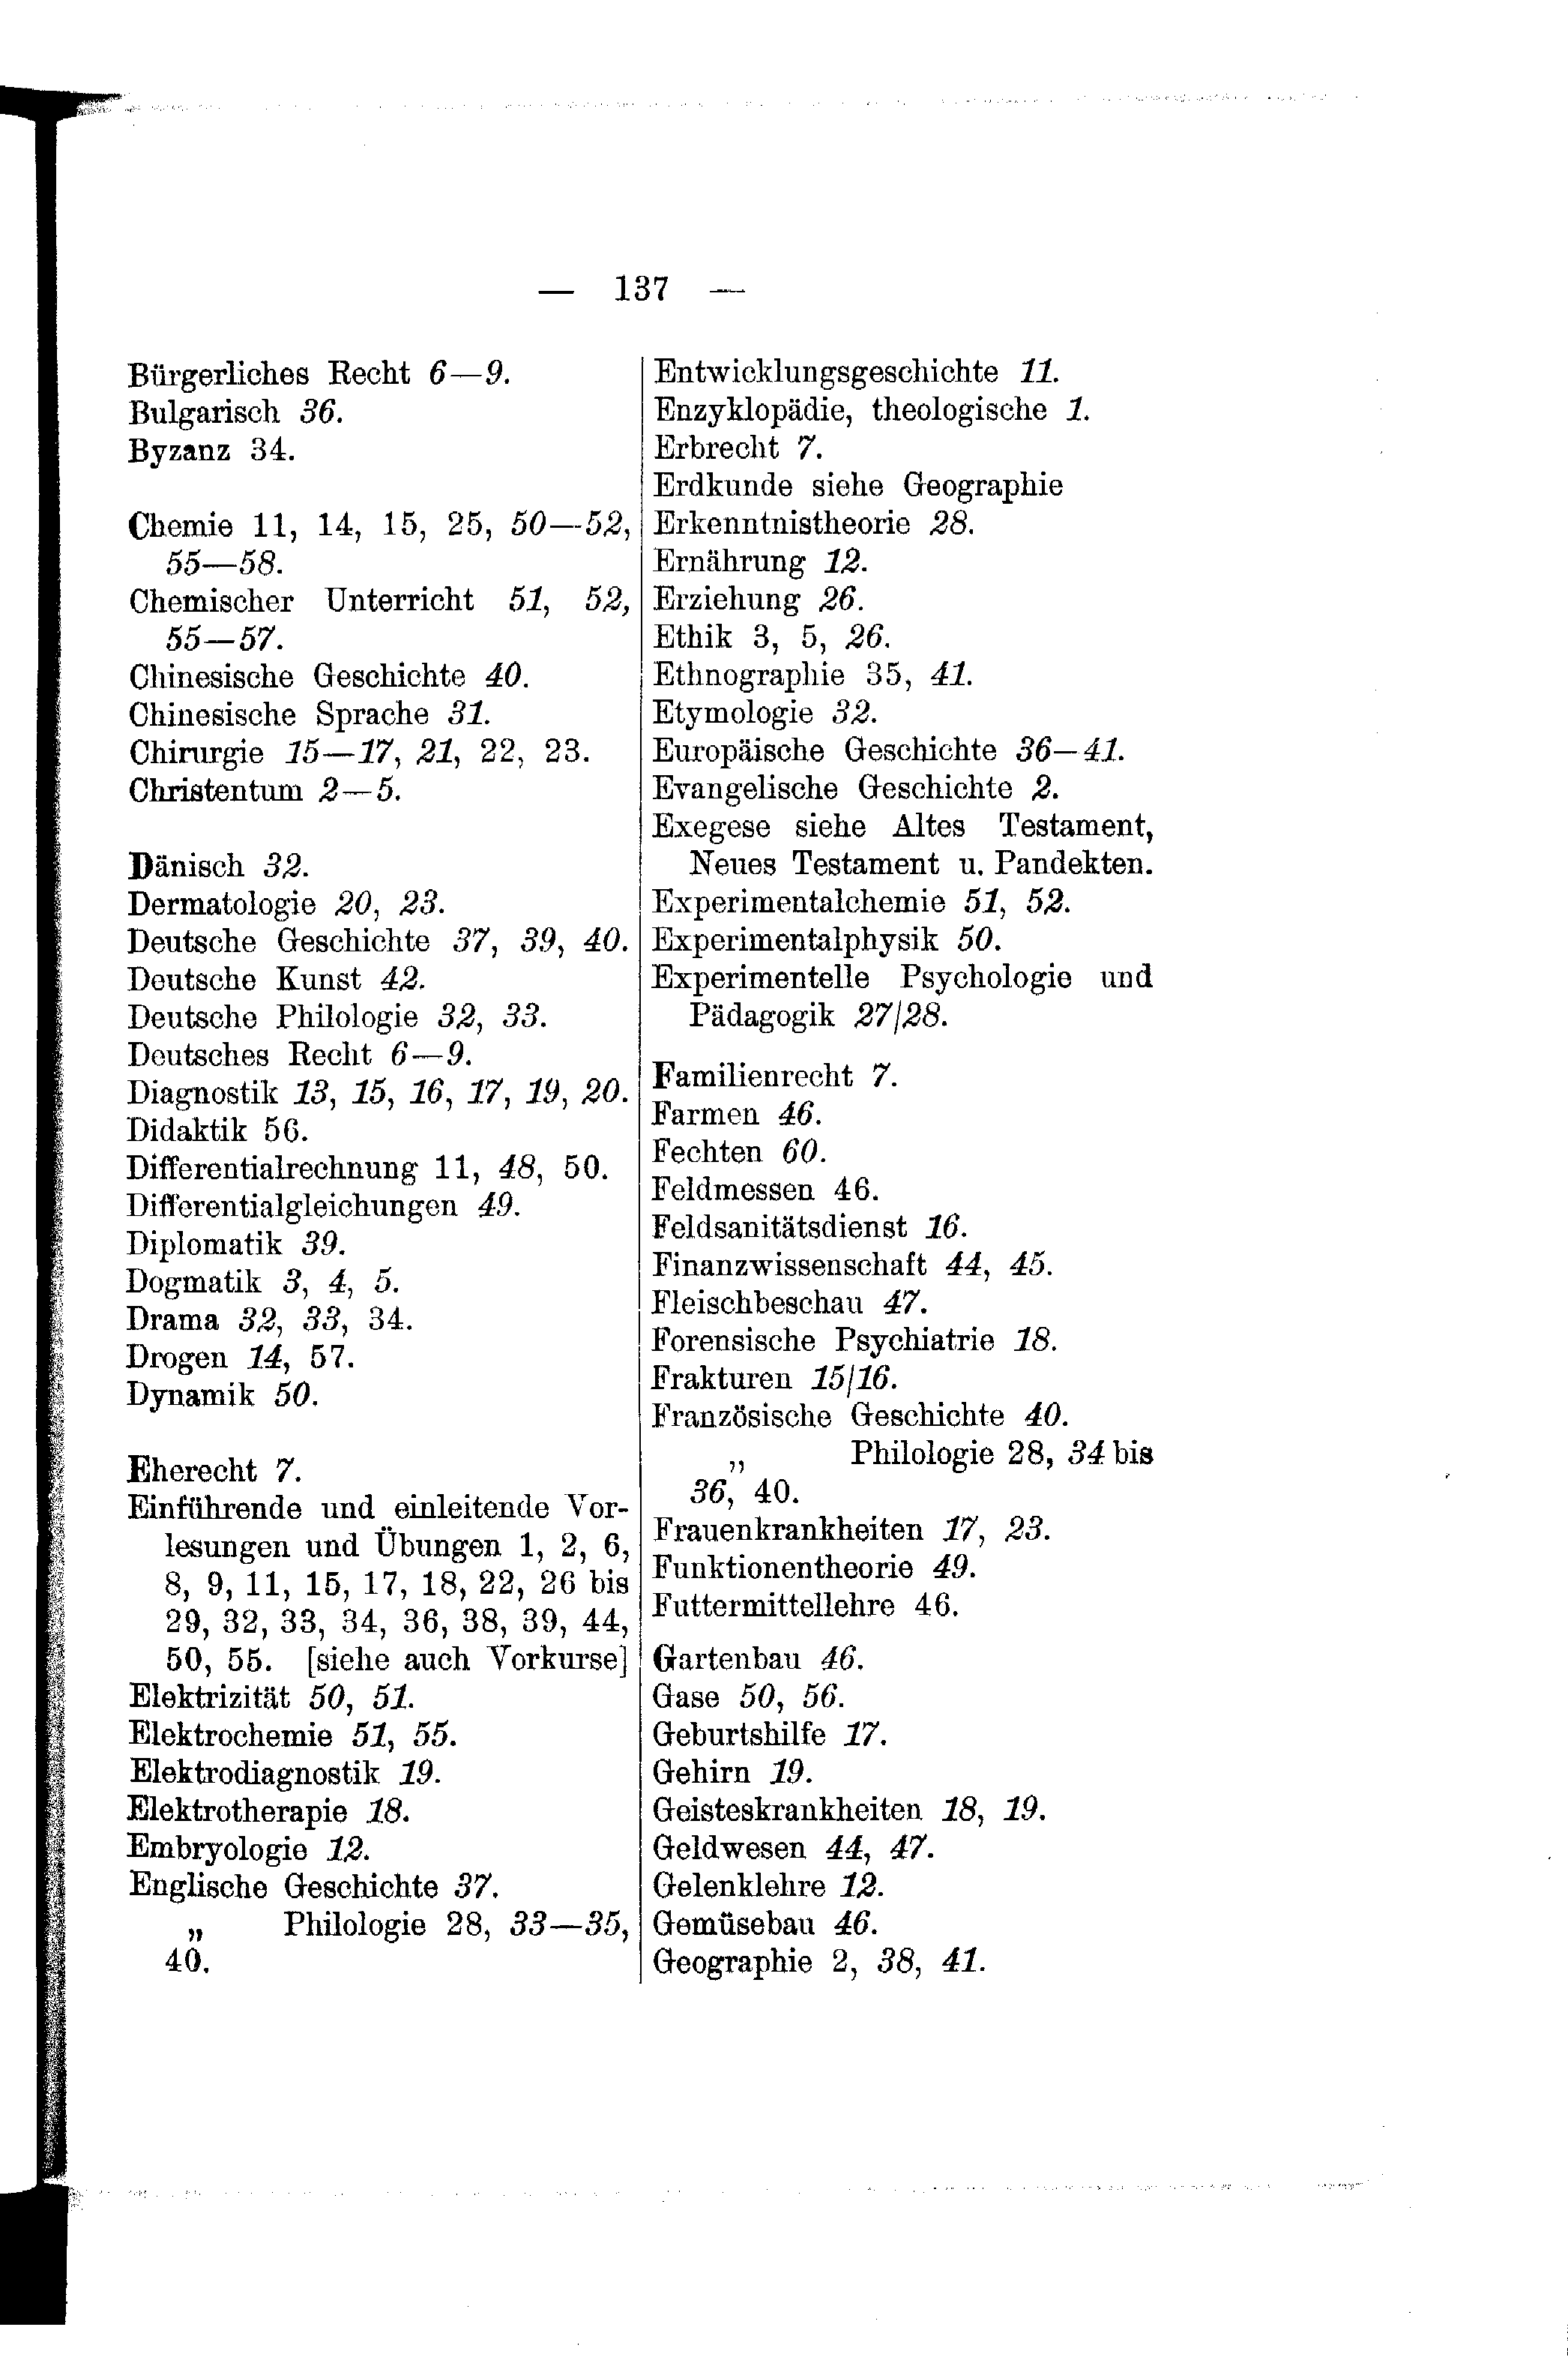 — 137 —
Bürgerliches Recht 6—9.
Bulgarisch 36.
Byzanz 34.
Chemie 11, 14, 15, 25, 50—52,
55—58.
Chemischer Unterricht 51, 52,
55—57.
Chinesische Geschichte 40.
Chinesische Sprache 31.
Chirurgie 15—17, 21, 22, 23.
Christentum 2—5.
Dänisch 32.
Dermatologie 20, 23.
Deutsche Geschichte 37, 39, 40.
Deutsche Kunst 42.
Deutsche Philologie 32, 33.
Deutsches Recht 6—9.
Diagnostik 13, 15, 16, 17, 19, 20.
Didaktik 56.
Differentialrechnung 11, 48, 50.
Differentialgleichungen 49.
Diplomatik 39.
Dogmatik 3, 4, 5.
Drama 32, 33, 34.
Drogen 14, 57.
Dynamik 50.
Eherecht 7.
Einführende und einleitende Vor-
lesungen und Übungen 1, 2, 6,
8, 9, 11, 15, 17, 18, 22, 26 bis
29, 32, 33, 34, 36, 38, 39, 44,
50, 55. [siehe auch Vorkurse]
Elektrizität 50, 51.
Elektrochemie 51, 55.
Elektrodiagnostik 19.
Elektrotherapie 18.
Embryologie 12.
Englische Geschichte 37.
„ Philologie 28, 33—35,
40.
Entwicklungsgeschichte 11.
Enzyklopädie, theologische 1.
Erbrecht 7.
Erdkunde siehe Geographie
Erkenntnistheorie 28.
Ernährung 12.
Erziehung 26.
Ethik 3, 5, 26.
Ethnographie 35, 41.
Etymologie 32.
Europäische Geschichte 36—41.
Evangelische Geschichte 2.
Exegese siehe Altes Testament,
Neues Testament u. Pandekten.
Experimentalchemie 51, 52.
Experimentalphysik 50.
Experimentelle Psychologie und
Pädagogik 27/28.
Familienrecht 7.
Farmen 46.
Fechten 60.
Feldmessen 46.
Feldsanitätsdienst 16.
Finanzwissenschaft 44, 45.
Fleischbeschau 47.
Forensische Psychiatrie 18.
Frakturen 15/16.
Französische Geschichte 40.
„ Philologie 28, 34 bis
36, 40.
Frauenkrankheiten 17, 23.
Funktionentheorie 49.
Futtermittellehre 46.
Gartenbau 46.
Gase 50, 56.
Geburtshilfe 17.
Gehirn 19.
Geisteskrankheiten 18, 19.
Geldwesen 44, 47.
Gelenklehre 12.
Gemüsebau 46.
Geographie 2, 38, 41.